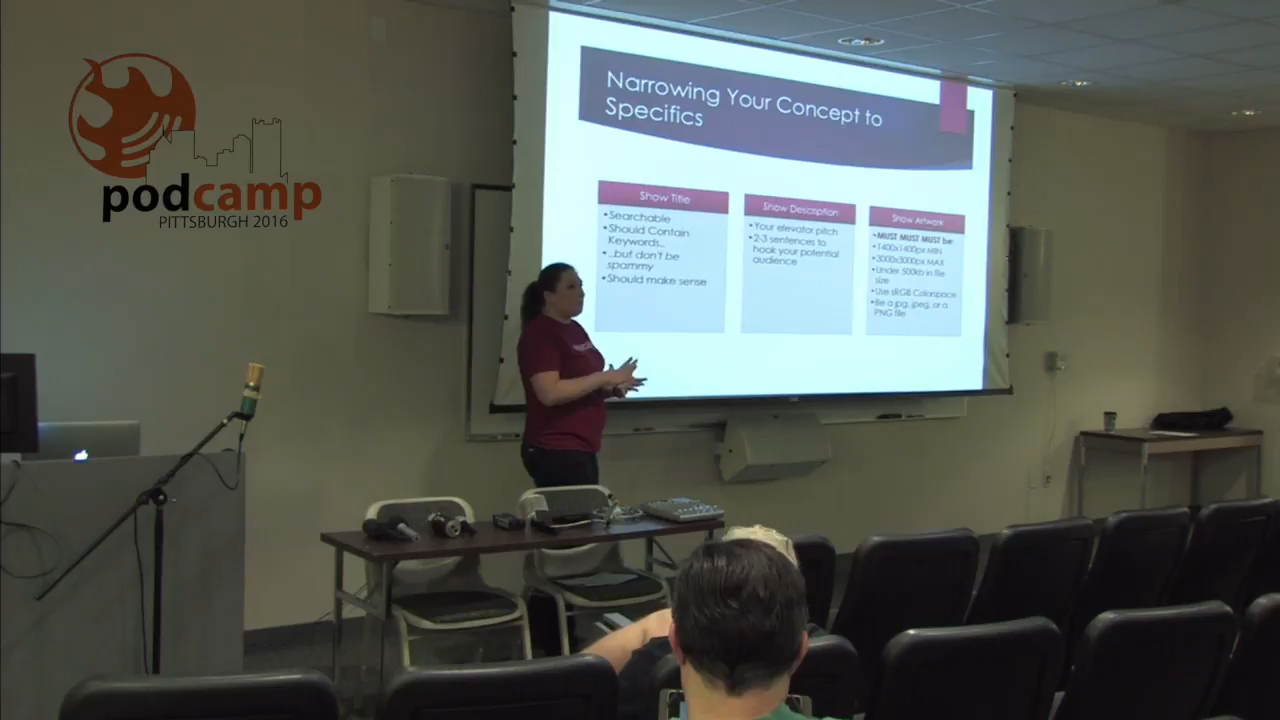 podcamp
PITTSBURGH 2016
Narrowing Your Concept to
Specifics
Show Title
•Searchable
•Should Contain
Keywords...
•...but don't be
spammy
•Should make sense
Show Description
•Your elevator pitch
•2-3 sentences to
hook your potential
audience
Show Artwork
•MUST MUST MUST be:
•1400x1400px MIN
•3000x3000px MAX
•Under 500kb in file
size
•Use sRGB Colorspace
•Be a jpg, jpeg, or a
PNG file